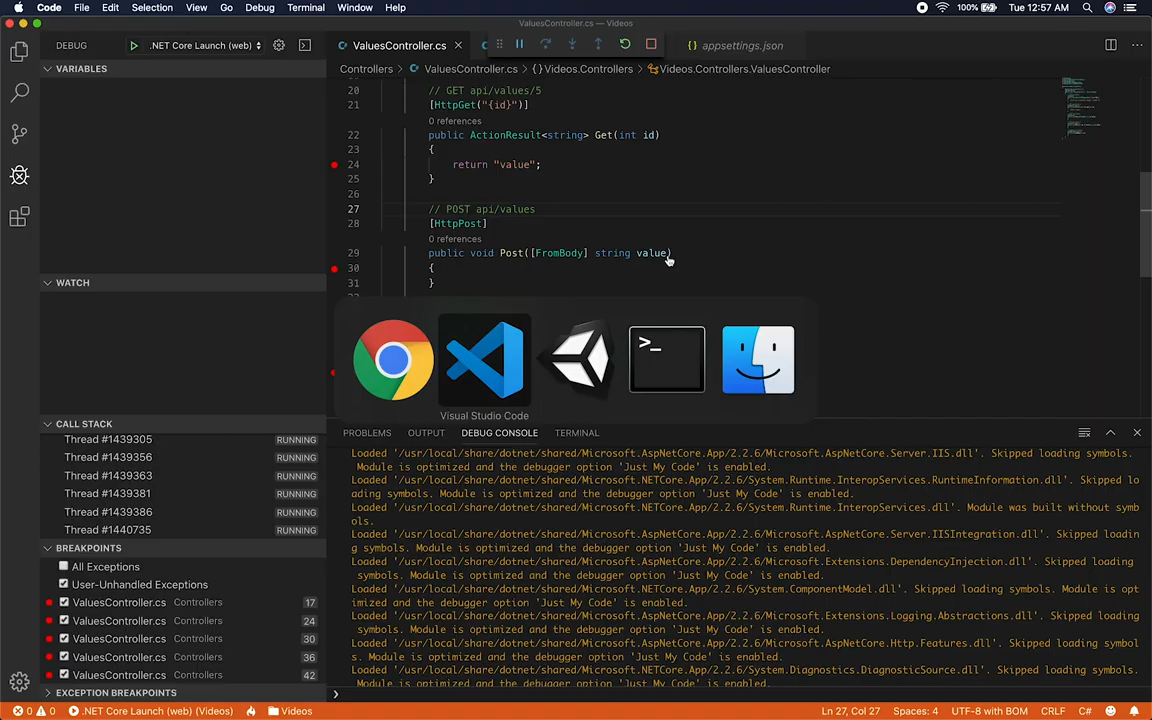 Code File Edit Selection View Go Debug Terminal Window Help 100% Tue 12:57 AM
ValuesController.cs — Videos
DEBUG .NET Core Launch (web) ValuesController.cs appsettings.json
VARIABLES
Controllers > ValuesController.cs > {} Videos.Controllers > Videos.Controllers.ValuesController
20 // GET api/values/5
21 [HttpGet("{id}")]
0 references
22 public ActionResult<string> Get(int id)
23 {
24 return "value";
25 }
26
27 // POST api/values
28 [HttpPost]
0 references
29 public void Post([FromBody] string value)
30 {
31 }
WATCH
Visual Studio Code
CALL STACK
Thread #1439305 RUNNING
Thread #1439356 RUNNING
Thread #1439363 RUNNING
Thread #1439381 RUNNING
Thread #1439386 RUNNING
Thread #1440735 RUNNING
BREAKPOINTS
All Exceptions
User-Unhandled Exceptions
ValuesController.cs Controllers 17
ValuesController.cs Controllers 24
ValuesController.cs Controllers 30
ValuesController.cs Controllers 36
ValuesController.cs Controllers 42
EXCEPTION BREAKPOINTS
PROBLEMS OUTPUT DEBUG CONSOLE TERMINAL
Loaded '/usr/local/share/dotnet/shared/Microsoft.AspNetCore.App/2.2.6/Microsoft.AspNetCore.Server.IIS.dll'. Skipped loading symbols.
Module is optimized and the debugger option 'Just My Code' is enabled.
Loaded '/usr/local/share/dotnet/shared/Microsoft.NETCore.App/2.2.6/System.Runtime.InteropServices.RuntimeInformation.dll'. Skipped lo
ading symbols. Module is optimized and the debugger option 'Just My Code' is enabled.
Loaded '/usr/local/share/dotnet/shared/Microsoft.NETCore.App/2.2.6/System.Runtime.InteropServices.dll'. Module was built without symb
ols.
Loaded '/usr/local/share/dotnet/shared/Microsoft.AspNetCore.App/2.2.6/Microsoft.AspNetCore.Server.IISIntegration.dll'. Skipped loadin
g symbols. Module is optimized and the debugger option 'Just My Code' is enabled.
Loaded '/usr/local/share/dotnet/shared/Microsoft.AspNetCore.App/2.2.6/Microsoft.Extensions.DependencyInjection.dll'. Skipped loading
symbols. Module is optimized and the debugger option 'Just My Code' is enabled.
Loaded '/usr/local/share/dotnet/shared/Microsoft.NETCore.App/2.2.6/System.ComponentModel.dll'. Skipped loading symbols. Module is opt
imized and the debugger option 'Just My Code' is enabled.
Loaded '/usr/local/share/dotnet/shared/Microsoft.AspNetCore.App/2.2.6/Microsoft.Extensions.Logging.Abstractions.dll'. Skipped loading
symbols. Module is optimized and the debugger option 'Just My Code' is enabled.
Loaded '/usr/local/share/dotnet/shared/Microsoft.AspNetCore.App/2.2.6/Microsoft.AspNetCore.Http.Features.dll'. Skipped loading symbol
s. Module is optimized and the debugger option 'Just My Code' is enabled.
Loaded '/usr/local/share/dotnet/shared/Microsoft.NETCore.App/2.2.6/System.Diagnostics.DiagnosticSource.dll'. Skipped loading symbols.
Module is optimized and the debugger option 'Just My Code' is enabled.
0 0 .NET Core Launch (web) (Videos) Videos Ln 27, Col 27 Spaces: 4 UTF-8 with BOM CRLF C#